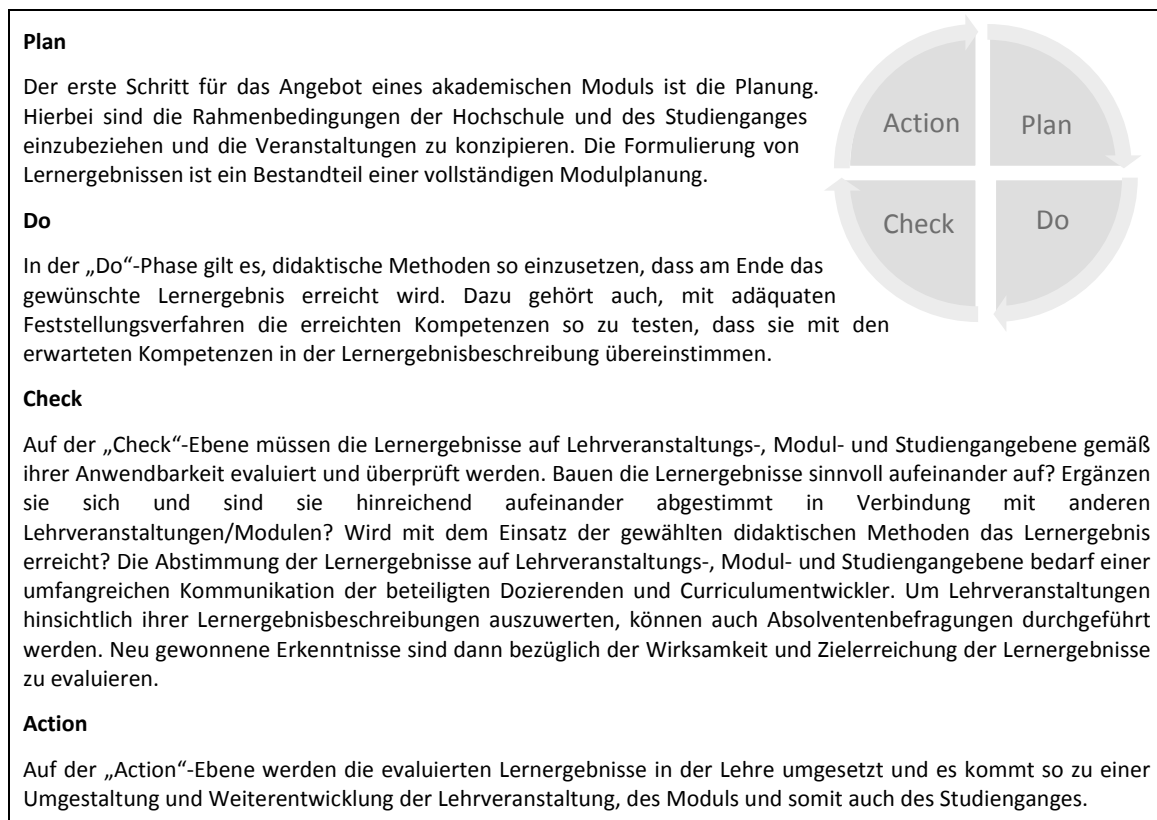 Plan
Der erste Schritt für das Angebot eines akademischen Moduls ist die Planung.
Hierbei sind die Rahmenbedingungen der Hochschule und des Studienganges
einzubeziehen und die Veranstaltungen zu konzipieren. Die Formulierung von
Lernergebnissen ist ein Bestandteil einer vollständigen Modulplanung.
Action
Plan
Check
Do
Do
In der „Do“-Phase gilt es, didaktische Methoden so einzusetzen, dass am Ende das
gewünschte Lernergebnis erreicht wird. Dazu gehört auch, mit adäquaten
Feststellungsverfahren die erreichten Kompetenzen so zu testen, dass sie mit den
erwarteten Kompetenzen in der Lernergebnisbeschreibung übereinstimmen.
Check
Auf der „Check“-Ebene müssen die Lernergebnisse auf Lehrveranstaltungs-, Modul- und Studiengangebene gemäß
ihrer Anwendbarkeit evaluiert und überprüft werden. Bauen die Lernergebnisse sinnvoll aufeinander auf? Ergänzen
sie sich und sind sie hinreichend aufeinander abgestimmt in Verbindung mit anderen
Lehrveranstaltungen/Modulen? Wird mit dem Einsatz der gewählten didaktischen Methoden das Lernergebnis
erreicht? Die Abstimmung der Lernergebnisse auf Lehrveranstaltungs-, Modul- und Studiengangebene bedarf einer
umfangreichen Kommunikation der beteiligten Dozierenden und Curriculumentwickler. Um Lehrveranstaltungen
hinsichtlich ihrer Lernergebnisbeschreibungen auszuwerten, können auch Absolventenbefragungen durchgeführt
werden. Neu gewonnene Erkenntnisse sind dann bezüglich der Wirksamkeit und Zielerreichung der Lernergebnisse
zu evaluieren.
Action
Auf der „Action“-Ebene werden die evaluierten Lernergebnisse in der Lehre umgesetzt und es kommt so zu einer
Umgestaltung und Weiterentwicklung der Lehrveranstaltung, des Moduls und somit auch des Studienganges.